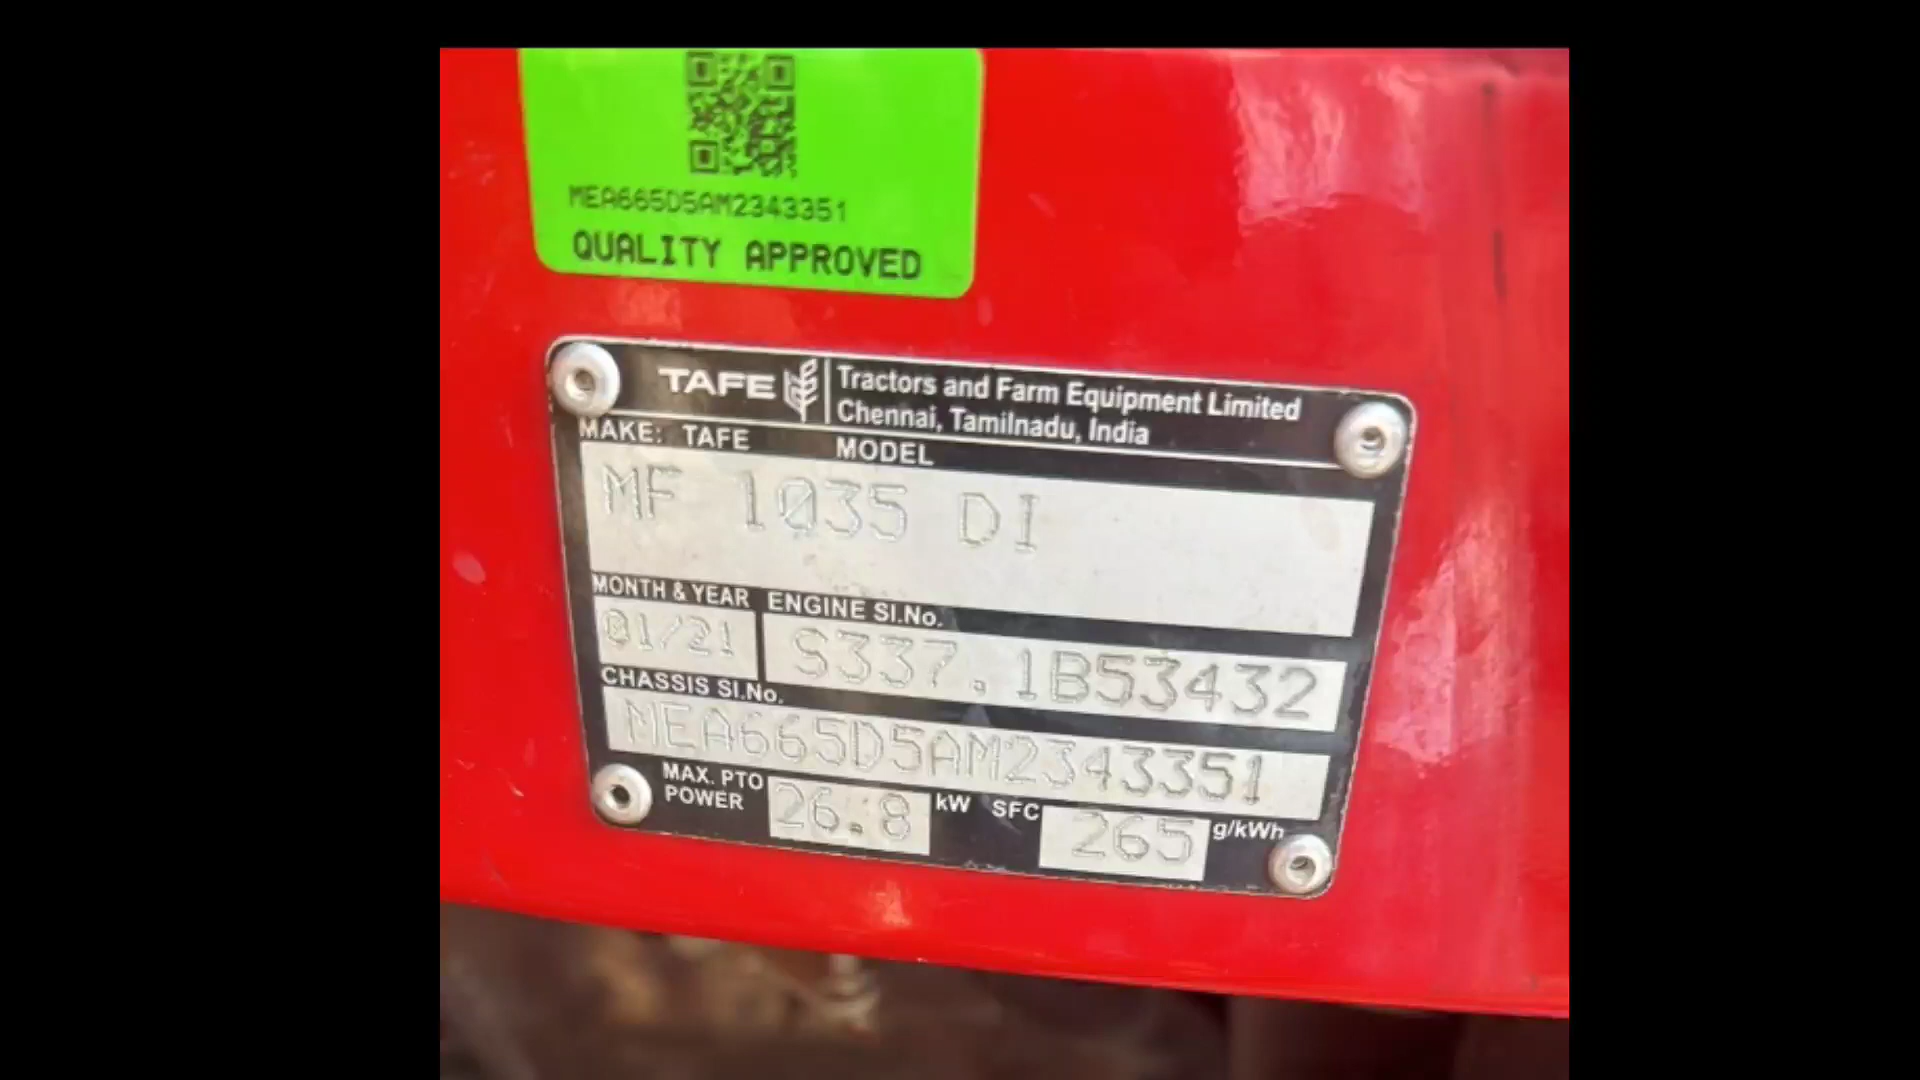 MEA665D5AM2343351
QUALITY APPROVED
TAFE Tractors and Farm Equipment Limited
Chennai, Tamilnadu, India
MAKE: TAFE MODEL
MF 1035 DI
MONTH & YEAR ENGINE Sl.No.
01/21 S337.1B53432
CHASSIS Sl.No.
MEA665D5AM2343351
MAX. PTO POWER 26.8 kW SFC 265 g/kWh